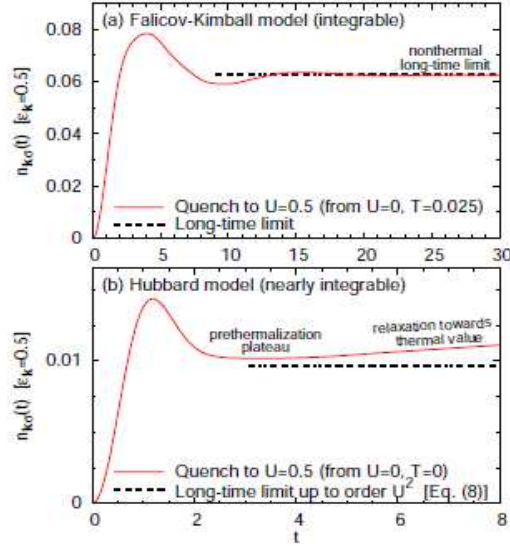 (a) Falicov-Kimball model (integrable)
0.08
0.06
0.04
0.02
0
n_kσ(t) [ε_k=0.5]
nonthermal
long-time limit
Quench to U=0.5 (from U=0, T=0.025)
Long-time limit
0 5 10 15 20 25 30
(b) Hubbard model (nearly integrable)
0.01
0
n_kσ(t) [ε_k=0.5]
prethermalization
plateau
relaxation towards
thermal value
Quench to U=0.5 (from U=0, T=0)
Long-time limit up to order U² [Eq. (8)]
0 2 4 6 8
t